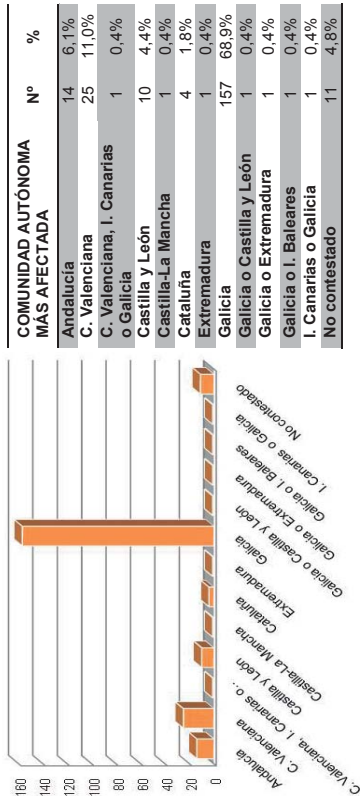 COMUNIDAD AUTÓNOMA Nº %
MÁS AFECTADA
Andalucía 14 6,1%
C. Valenciana 25 11,0%
C. Valenciana, I. Canarias 1 0,4%
o Galicia
Castilla y León 10 4,4%
Castilla-La Mancha 1 0,4%
Cataluña 4 1,8%
Extremadura 1 0,4%
Galicia 157 68,9%
Galicia o Castilla y León 1 0,4%
Galicia o Extremadura 1 0,4%
Galicia o I. Baleares 1 0,4%
I. Canarias o Galicia 1 0,4%
No contestado 11 4,8%
160
140
120
100
80
60
40
20
0
Andalucía
C. Valenciana
C. Valenciana, I. Canarias o...
Castilla y León
Castilla-La Mancha
Cataluña
Extremadura
Galicia
Galicia o Castilla y León
Galicia o Extremadura
Galicia o I. Baleares
I. Canarias o Galicia
No contestado